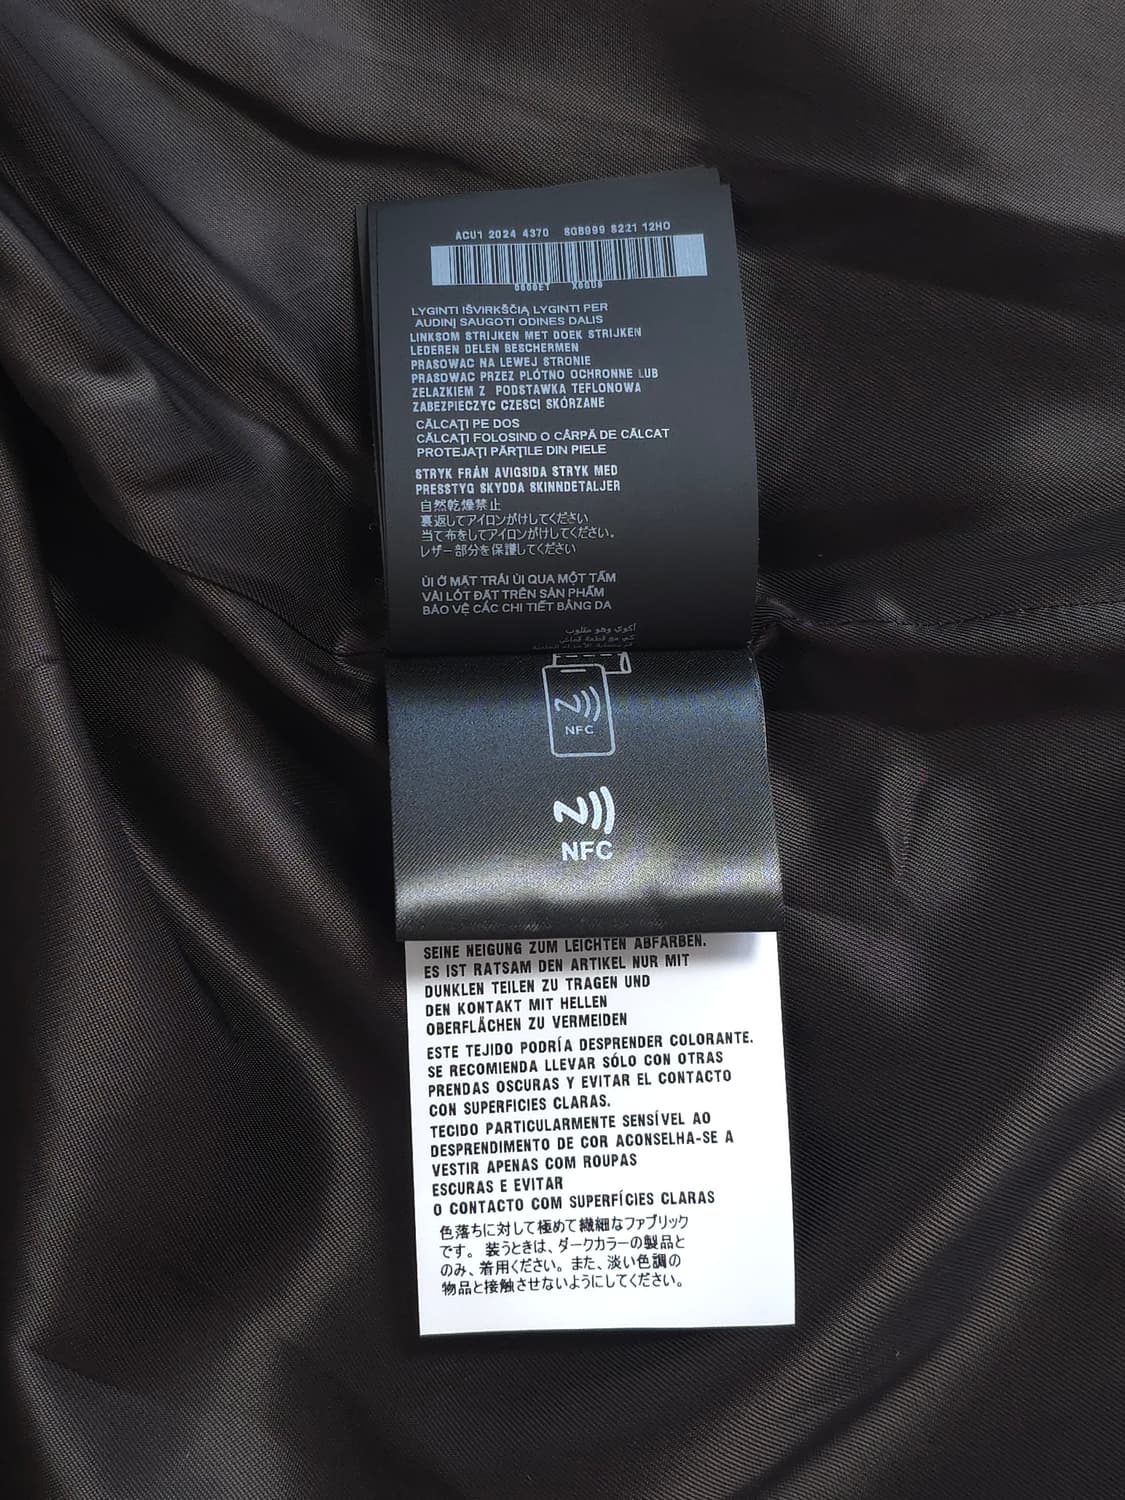 ACU1 2024 4370 8GB999 8221 12HO
LYGINTI IŠVIRKŠČIĄ LYGINTI PER
AUDINĮ SAUGOTI ODINES DALIS
LINKSOM STRIJKEN MET DOEK STRIJKEN
LEDEREN DELEN BESCHERMEN
PRASOWAC NA LEWEJ STRONIE
PRASOWAC PRZEZ PLÓTNO OCHRONNE LUB
ZELAZKIEM Z PODSTAWKA TEFLONOWA
ZABEZPIECZYC CZESCI SKÓRZANE
CĂLCAŢI PE DOS
CĂLCAŢI FOLOSIND O CÂRPĂ DE CĂLCAT
PROTEJAŢI PĂRŢILE DIN PIELE
STRYK FRÅN AVIGSIDA STRYK MED
PRESSTYG SKYDDA SKINNDETALJER
自然乾燥禁止
裏返してアイロンがけしてください
当て布をしてアイロンがけしてください。
レザー部分を保護してください
ỦI Ở MẶT TRÁI ỦI QUA MỘT TẤM
VẢI LÓT ĐẶT TRÊN SẢN PHẨM
BẢO VỆ CÁC CHI TIẾT BẰNG DA
أكوي وهو مقلوب
NFC
NFC
SEINE NEIGUNG ZUM LEICHTEN ABFÄRBEN.
ES IST RATSAM DEN ARTIKEL NUR MIT
DUNKLEN TEILEN ZU TRAGEN UND
DEN KONTAKT MIT HELLEN
OBERFLÄCHEN ZU VERMEIDEN
ESTE TEJIDO PODRÍA DESPRENDER COLORANTE.
SE RECOMIENDA LLEVAR SÓLO CON OTRAS
PRENDAS OSCURAS Y EVITAR EL CONTACTO
CON SUPERFICIES CLARAS.
TECIDO PARTICULARMENTE SENSÍVEL AO
DESPRENDIMENTO DE COR ACONSELHA-SE A
VESTIR APENAS COM ROUPAS
ESCURAS E EVITAR
O CONTACTO COM SUPERFÍCIES CLARAS
色落ちに対して極めて繊細なファブリック
です。装うときは、ダークカラーの製品と
のみ、着用ください。また、淡い色調の
物品と接触させないようにしてください。